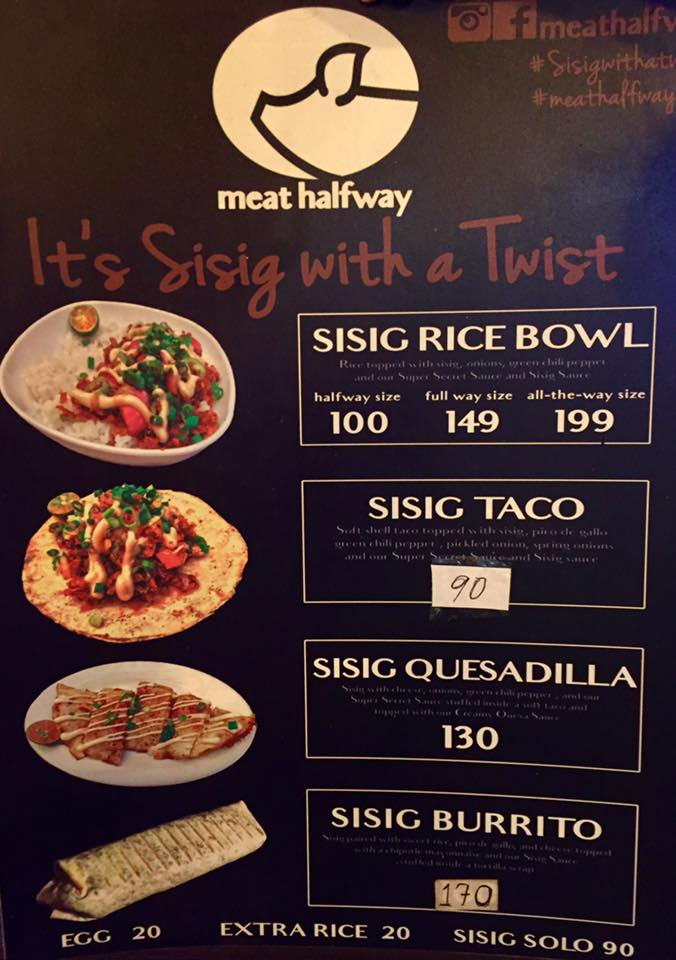 meathalfw
#Sisigwithatw
#meathalfway
meat halfway
It's Sisig with a Twist
SISIG RICE BOWL
Rice topped with sisig, onions, green chili pepper
and our Super Secret Sauce and Sisig Sauce
halfway size full way size all-the-way size
100 149 199
SISIG TACO
Soft shell taco topped with sisig, pico de gallo
green chili pepper, pickled onion, spring onions
and our Super Secret Sauce and Sisig sauce
90
SISIG QUESADILLA
Sisig with cheese, onions, green chili pepper, and our
Super Secret Sauce stuffed inside a soft taco and
topped with our Creamy Quesa Sauce
130
SISIG BURRITO
Sisig paired with sweet rice, pico de gallo, and cheese topped
with a chipotle mayonnaise and our Sisig Sauce
stuffed inside a tortilla wrap
170
EGG 20 EXTRA RICE 20 SISIG SOLO 90